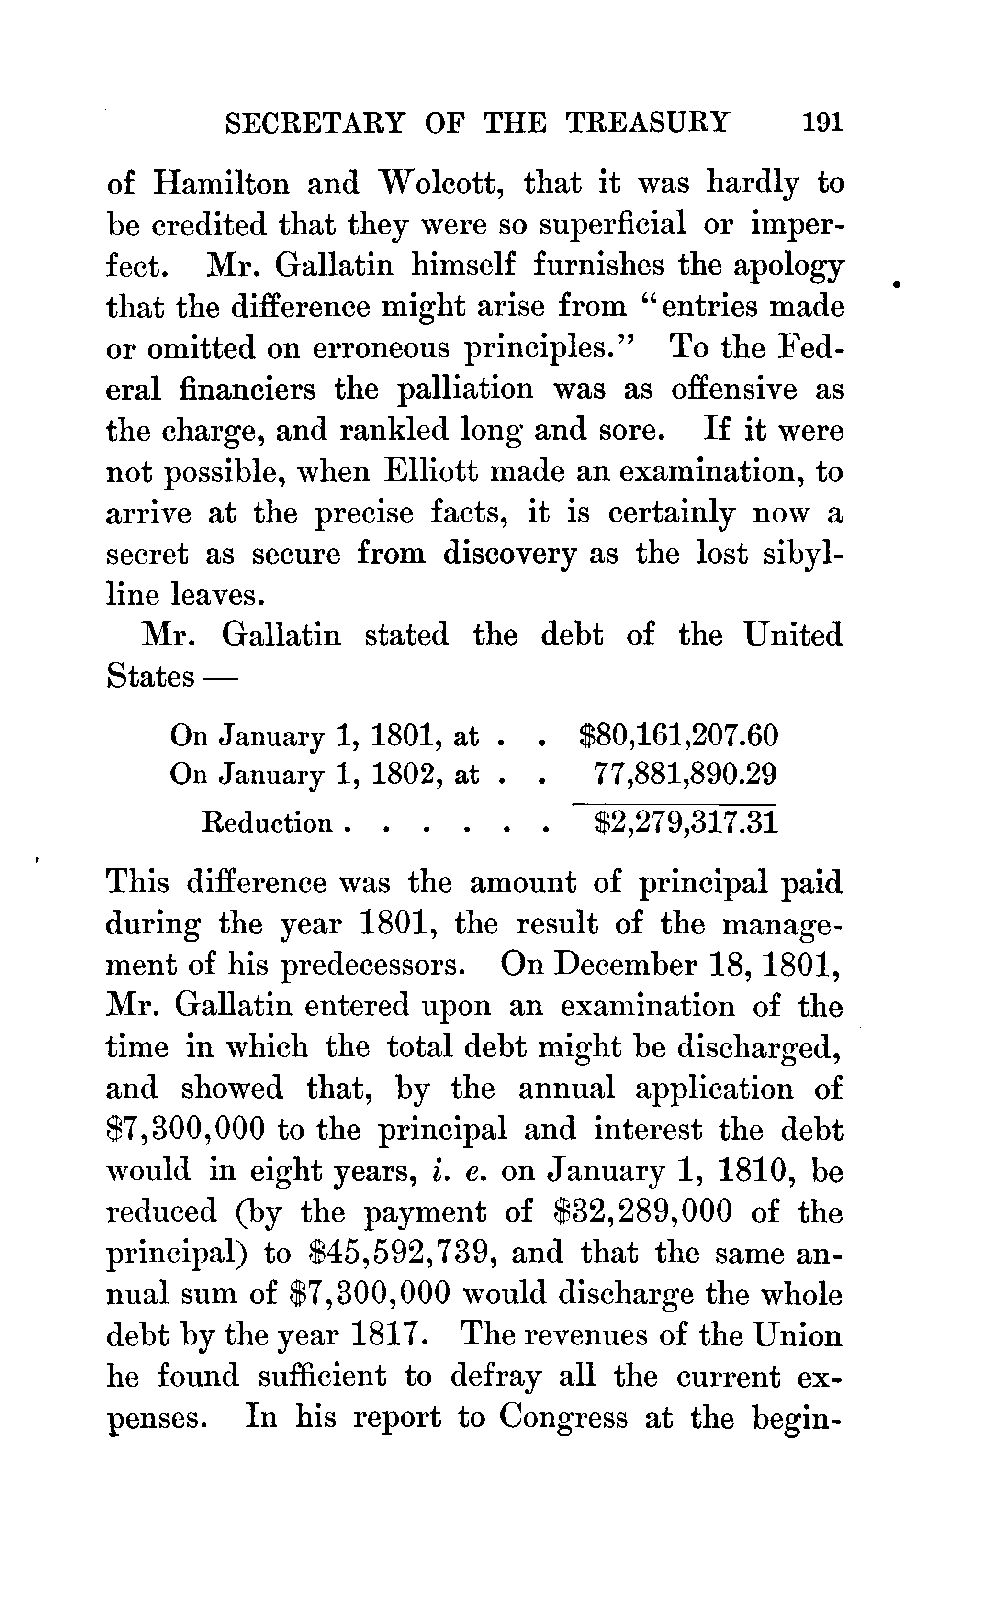 SECRETARY OF THE TREASURY 191
of Hamilton and Wolcott, that it was hardly to
be credited that they were so superficial or imper-
fect. Mr. Gallatin himself furnishes the apology
that the difference might arise from “entries made
or omitted on erroneous principles.” To the Fed-
eral financiers the palliation was as offensive as
the charge, and rankled long and sore. If it were
not possible, when Elliott made an examination, to
arrive at the precise facts, it is certainly now a
secret as secure from discovery as the lost sibyl-
line leaves.
Mr. Gallatin stated the debt of the United
States —
On January 1, 1801, at . . $80,161,207.60
On January 1, 1802, at . . 77,881,890.29
Reduction . . . . . . $2,279,317.31
This difference was the amount of principal paid
during the year 1801, the result of the manage-
ment of his predecessors. On December 18, 1801,
Mr. Gallatin entered upon an examination of the
time in which the total debt might be discharged,
and showed that, by the annual application of
$7,300,000 to the principal and interest the debt
would in eight years, i. e. on January 1, 1810, be
reduced (by the payment of $32,289,000 of the
principal) to $45,592,739, and that the same an-
nual sum of $7,300,000 would discharge the whole
debt by the year 1817. The revenues of the Union
he found sufficient to defray all the current ex-
penses. In his report to Congress at the begin-